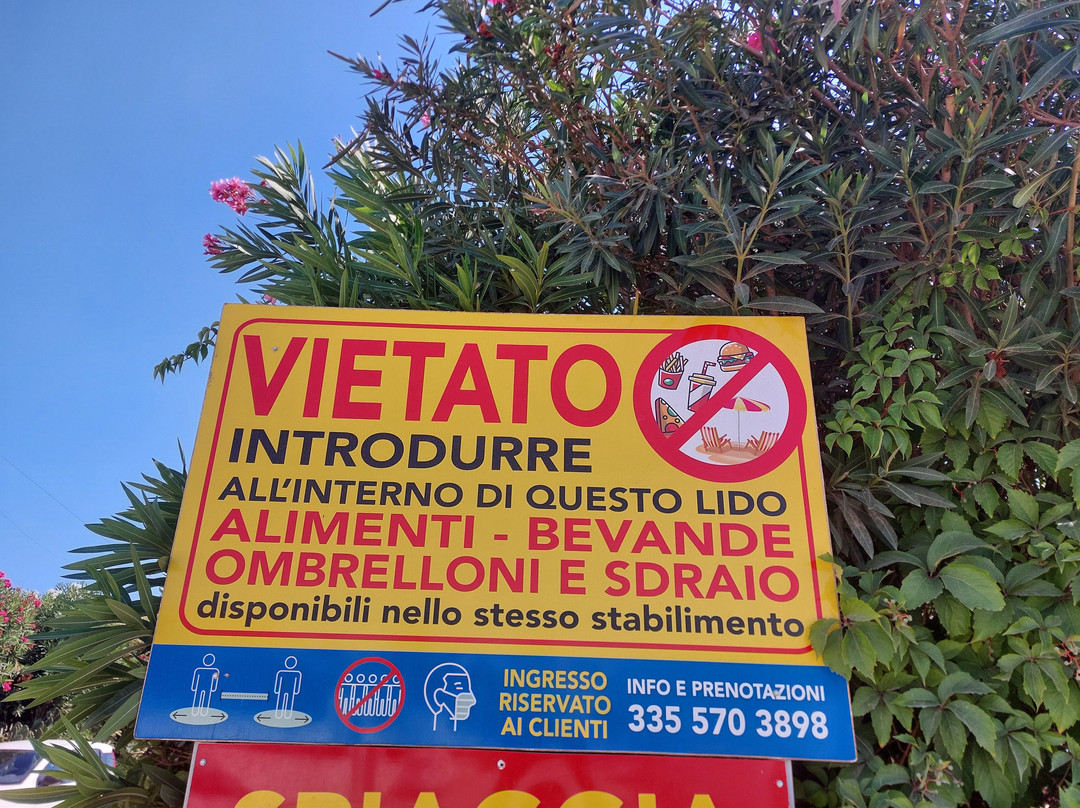 VIETATO
INTRODURRE
ALL'INTERNO DI QUESTO LIDO
ALIMENTI - BEVANDE
OMBRELLONI E SDRAIO
disponibili nello stesso stabilimento
INGRESSO
RISERVATO
AI CLIENTI
INFO E PRENOTAZIONI
335 570 3898
SPIAGGIA